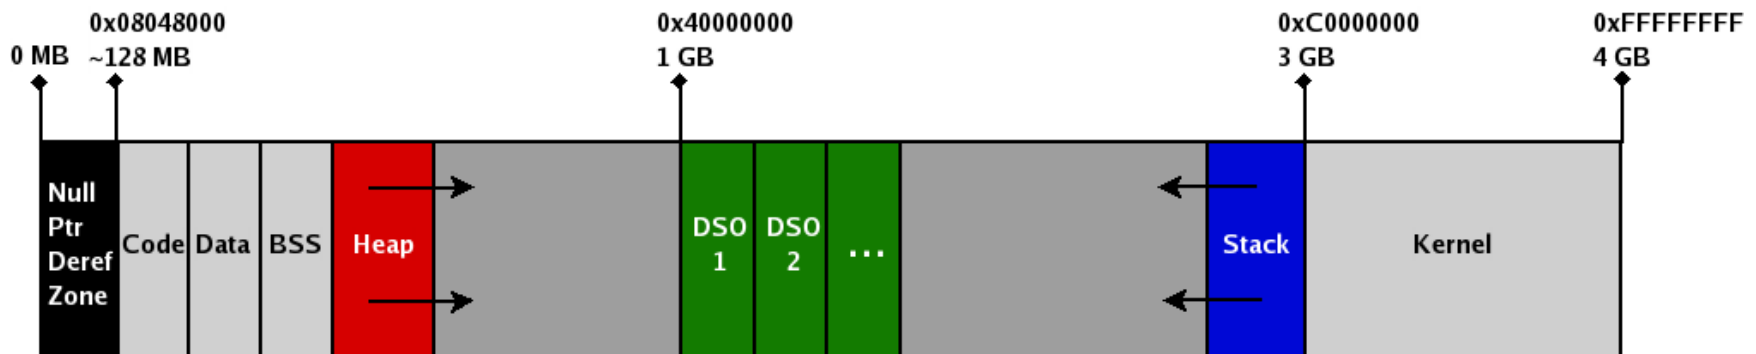 0x08048000
0x40000000
0xC0000000
0xFFFFFFFF
0 MB
~128 MB
1 GB
3 GB
4 GB
Null
Ptr
Deref
Zone
Code
Data
BSS
Heap
DSO
1
DSO
2
...
Stack
Kernel